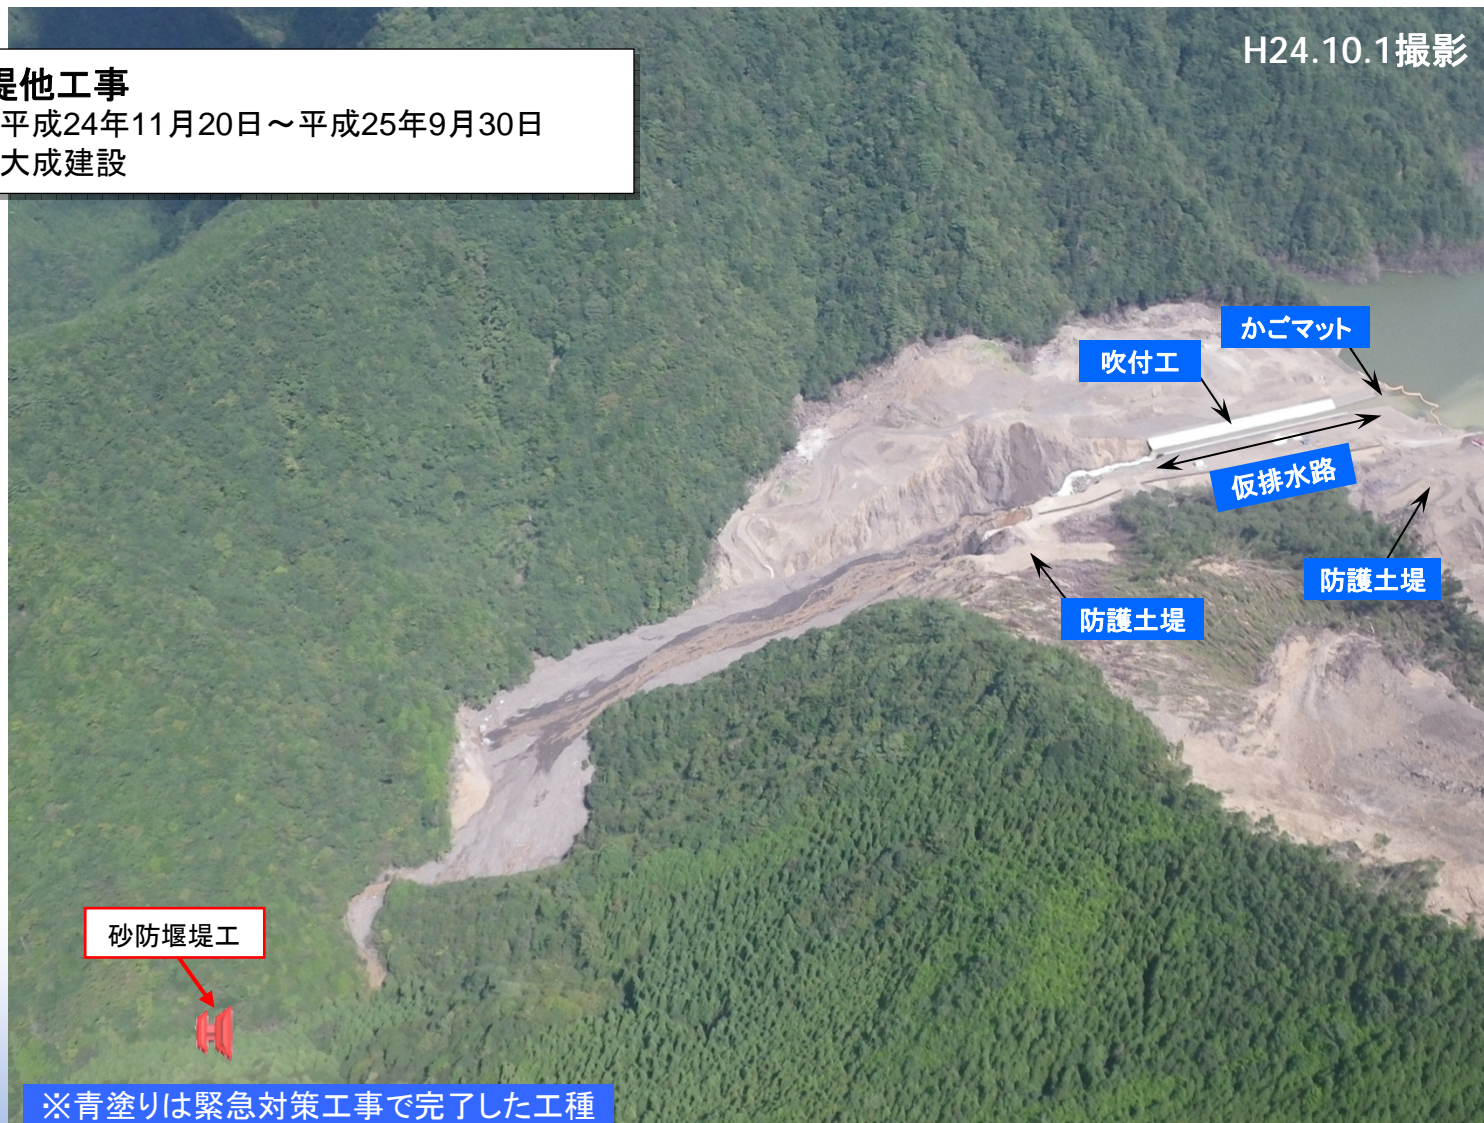 H24.10.1撮影
堤他工事
平成24年11月20日～平成25年9月30日
大成建設
かごマット
吹付工
仮排水路
防護土堤
防護土堤
砂防堰堤工
※青塗りは緊急対策工事で完了した工種